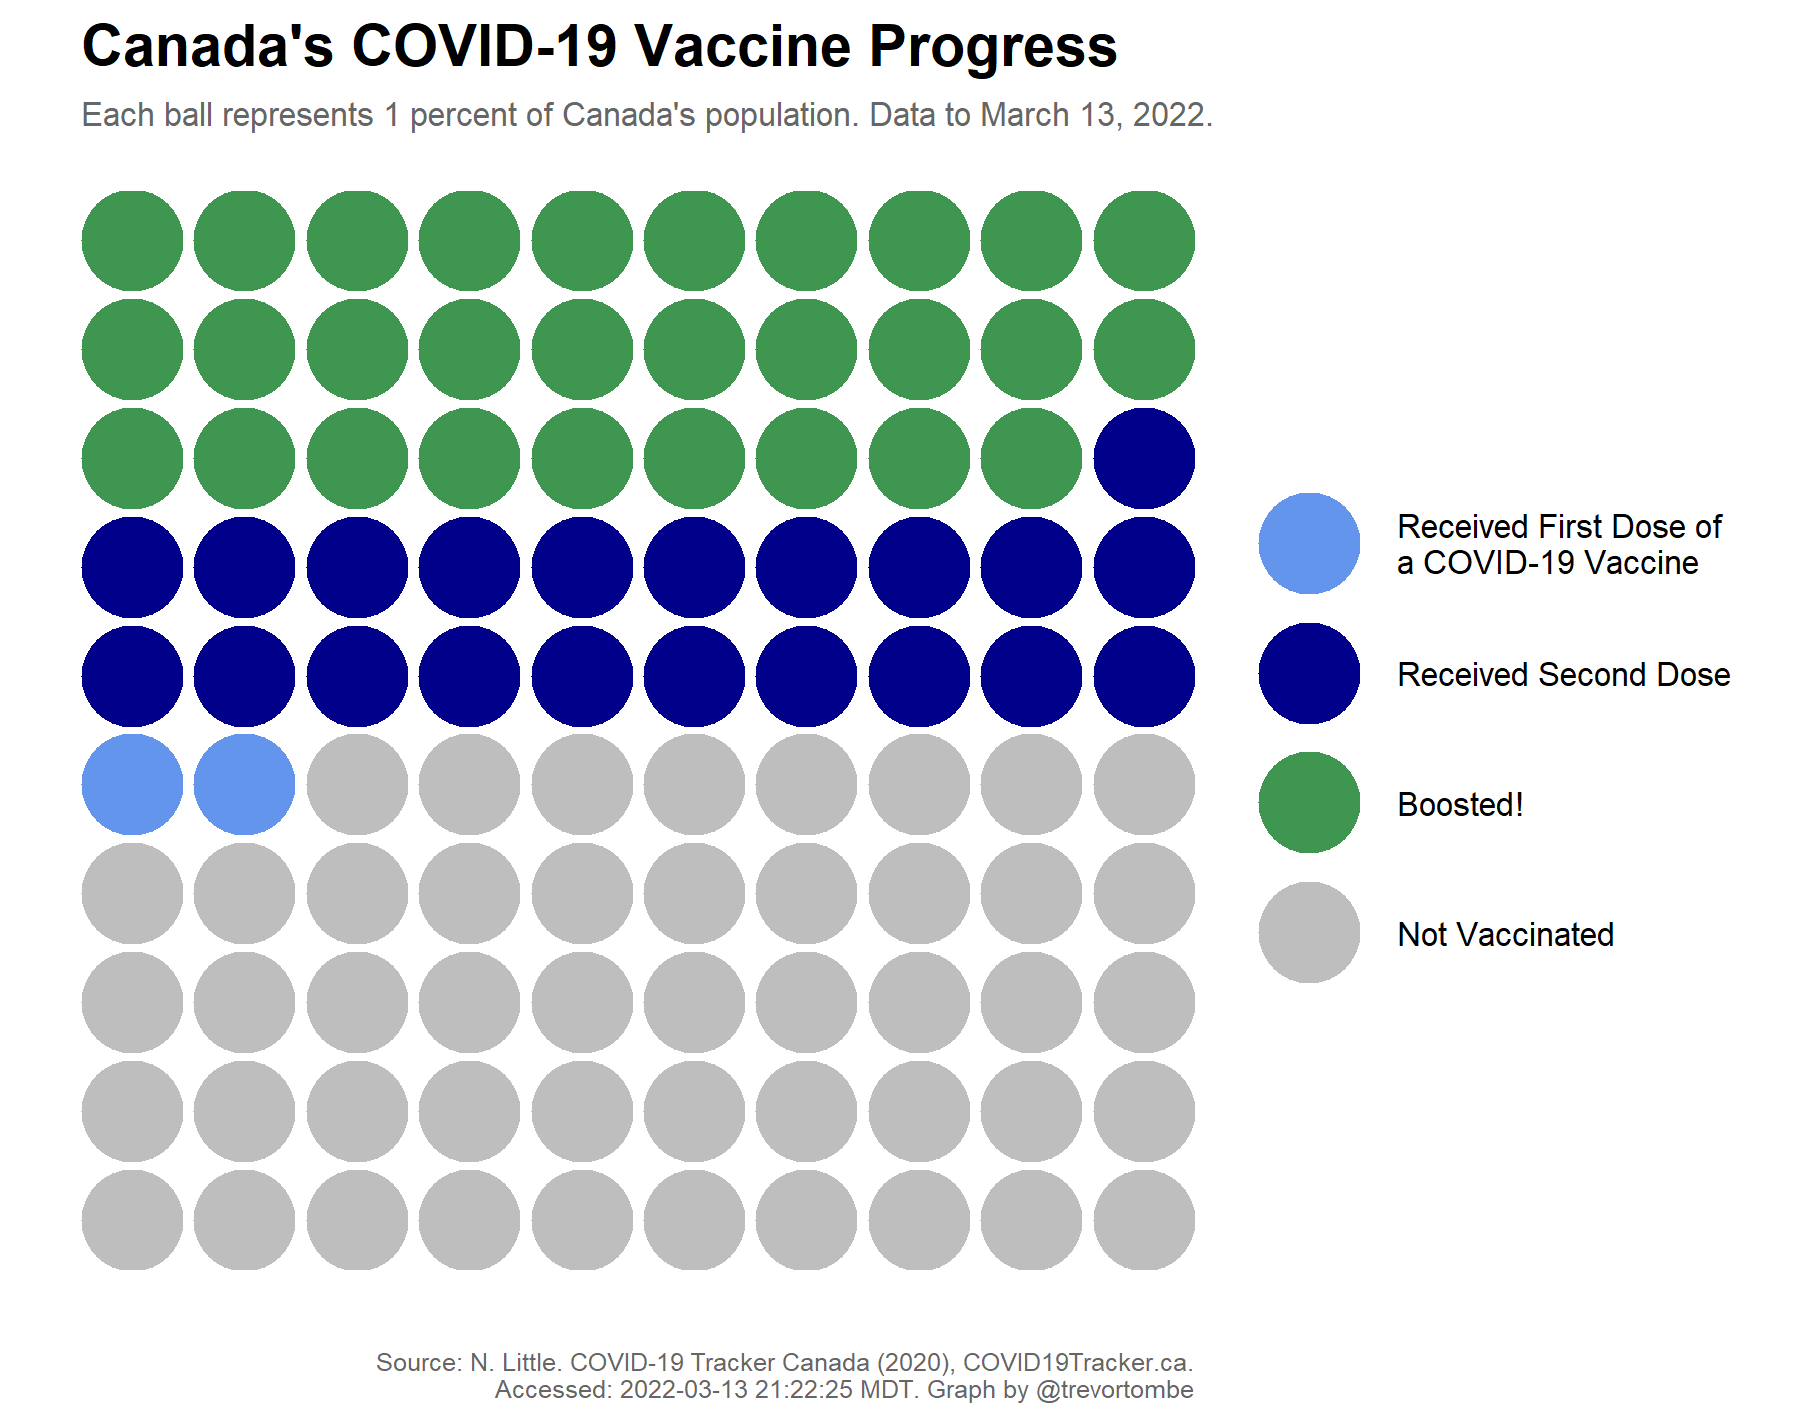 Canada's COVID-19 Vaccine Progress
Each ball represents 1 percent of Canada's population. Data to March 13, 2022.
Received First Dose of
a COVID-19 Vaccine
Received Second Dose
Boosted!
Not Vaccinated
Source: N. Little. COVID-19 Tracker Canada (2020), COVID19Tracker.ca.
Accessed: 2022-03-13 21:22:25 MDT. Graph by @trevortombe